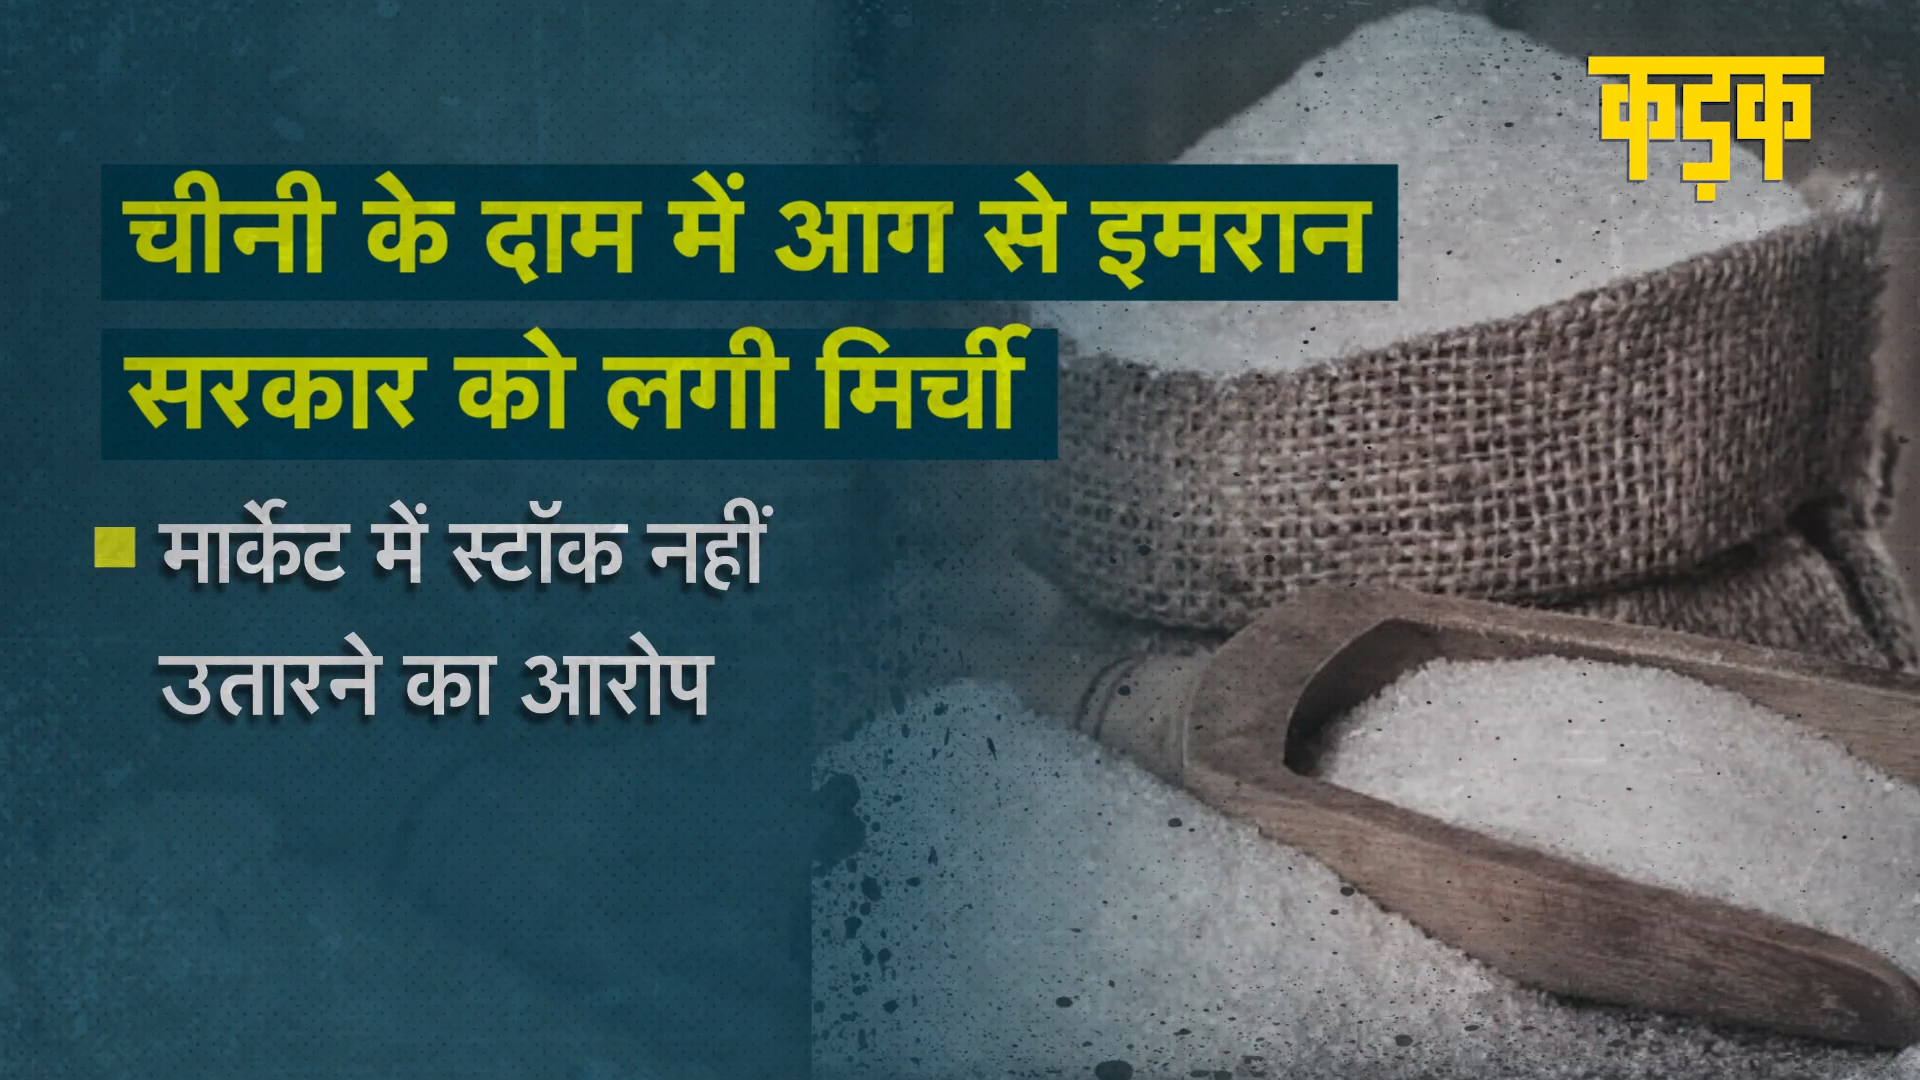 कड़क
चीनी के दाम में आग से इमरान
सरकार को लगी मिर्ची
मार्केट में स्टॉक नहीं
उतारने का आरोप